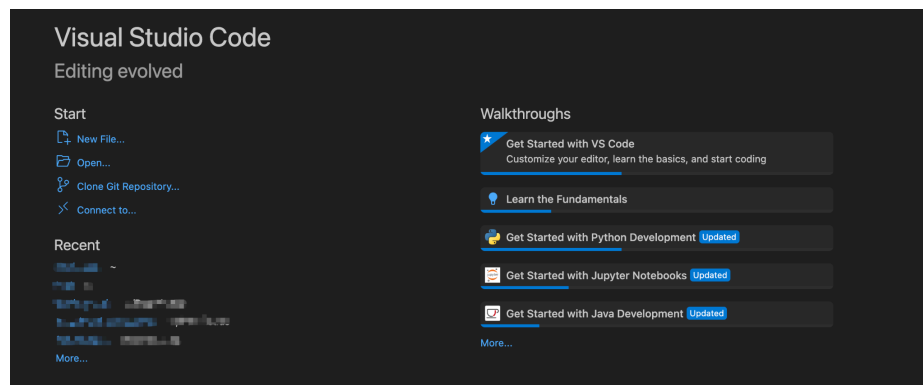 Visual Studio Code
Editing evolved
Start
New File...
Open...
Clone Git Repository...
Connect to...
Recent
~
More...
Walkthroughs
Get Started with VS Code
Customize your editor, learn the basics, and start coding
Learn the Fundamentals
Get Started with Python Development Updated
Get Started with Jupyter Notebooks Updated
Get Started with Java Development Updated
More...